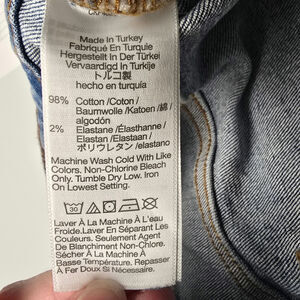 Made In Turkey
Fabriqué En Turquie
Hergestellt In Der Türkei
Vervaardigd In Turkije
トルコ製
hecho en turquía
98% Cotton /Coton /
Baumwolle /Katoen /綿 /
algodón
2% Elastane /Élasthanne /
Elastan /Elastaan /
ポリウレタン /elastano
Machine Wash Cold With Like
Colors. Non-Chlorine Bleach
Only. Tumble Dry Low. Iron
on Lowest Setting.
30
Laver À La Machine À L'eau
Froide.Laver En Séparant Les
Couleurs. Seulement Agent
De Blanchiment Non-Chlore.
Sécher À La Machine À
Basse Température. Repasser
À Fer Doux Si Nécessaire.